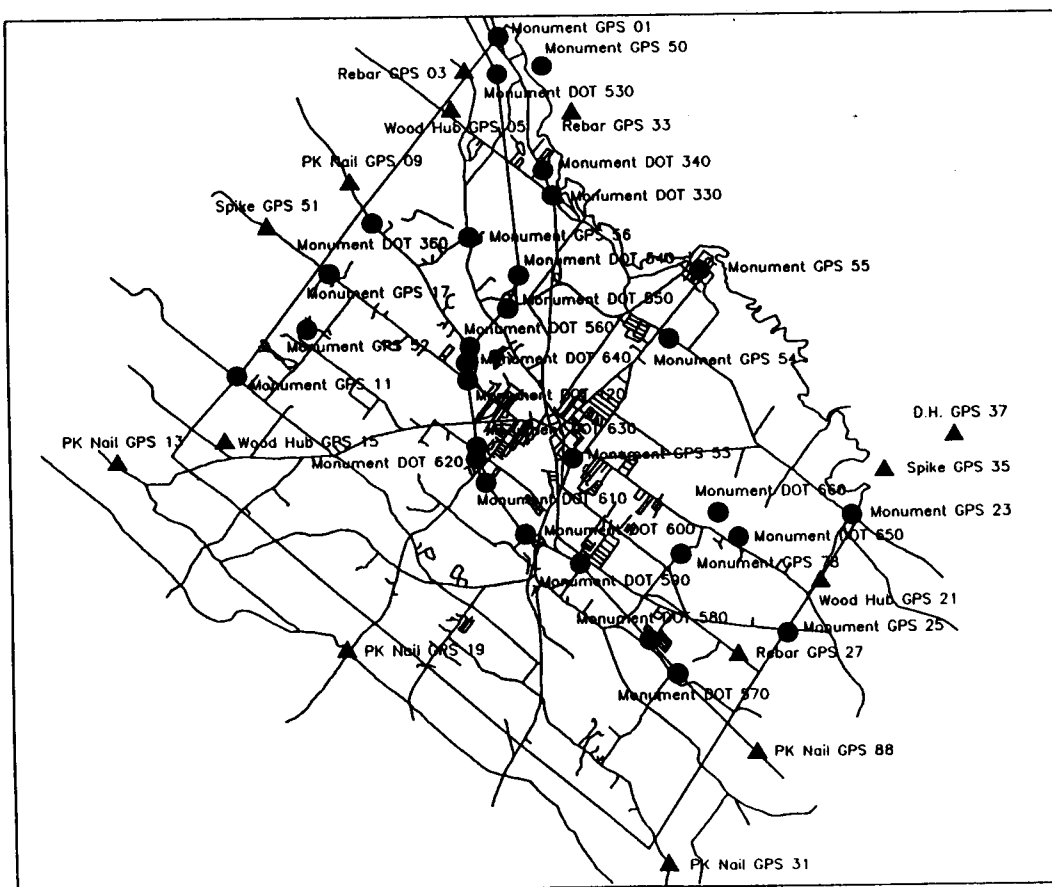 Monument GPS 01
Monument GPS 50
Rebar GPS 03
Monument DOT 530
Wood Hub GPS 05
Rebar GPS 33
PK Nail GPS 09
Monument DOT 340
Monument DOT 330
Spike GPS 51
Monument DOT 360
Monument GPS 56
Monument DOT 540
Monument GPS 55
Monument GPS 17
Monument DOT 550
Monument DOT 560
Monument GPS 52
Monument DOT 640
Monument GPS 54
Monument GPS 11
Monument DOT 120
D.H. GPS 37
PK Nail GPS 13
Wood Hub GPS 15
Monument DOT 630
Monument DOT 620
Monument GPS 53
Spike GPS 35
Monument DOT 610
Monument DOT 660
Monument GPS 23
Monument DOT 600
Monument DOT 650
Monument GPS 78
Monument DOT 590
Wood Hub GPS 21
Monument DOT 580
Monument GPS 25
PK Nail GPS 19
Rebar GPS 27
Monument DOT 570
PK Nail GPS 88
PK Nail GPS 31